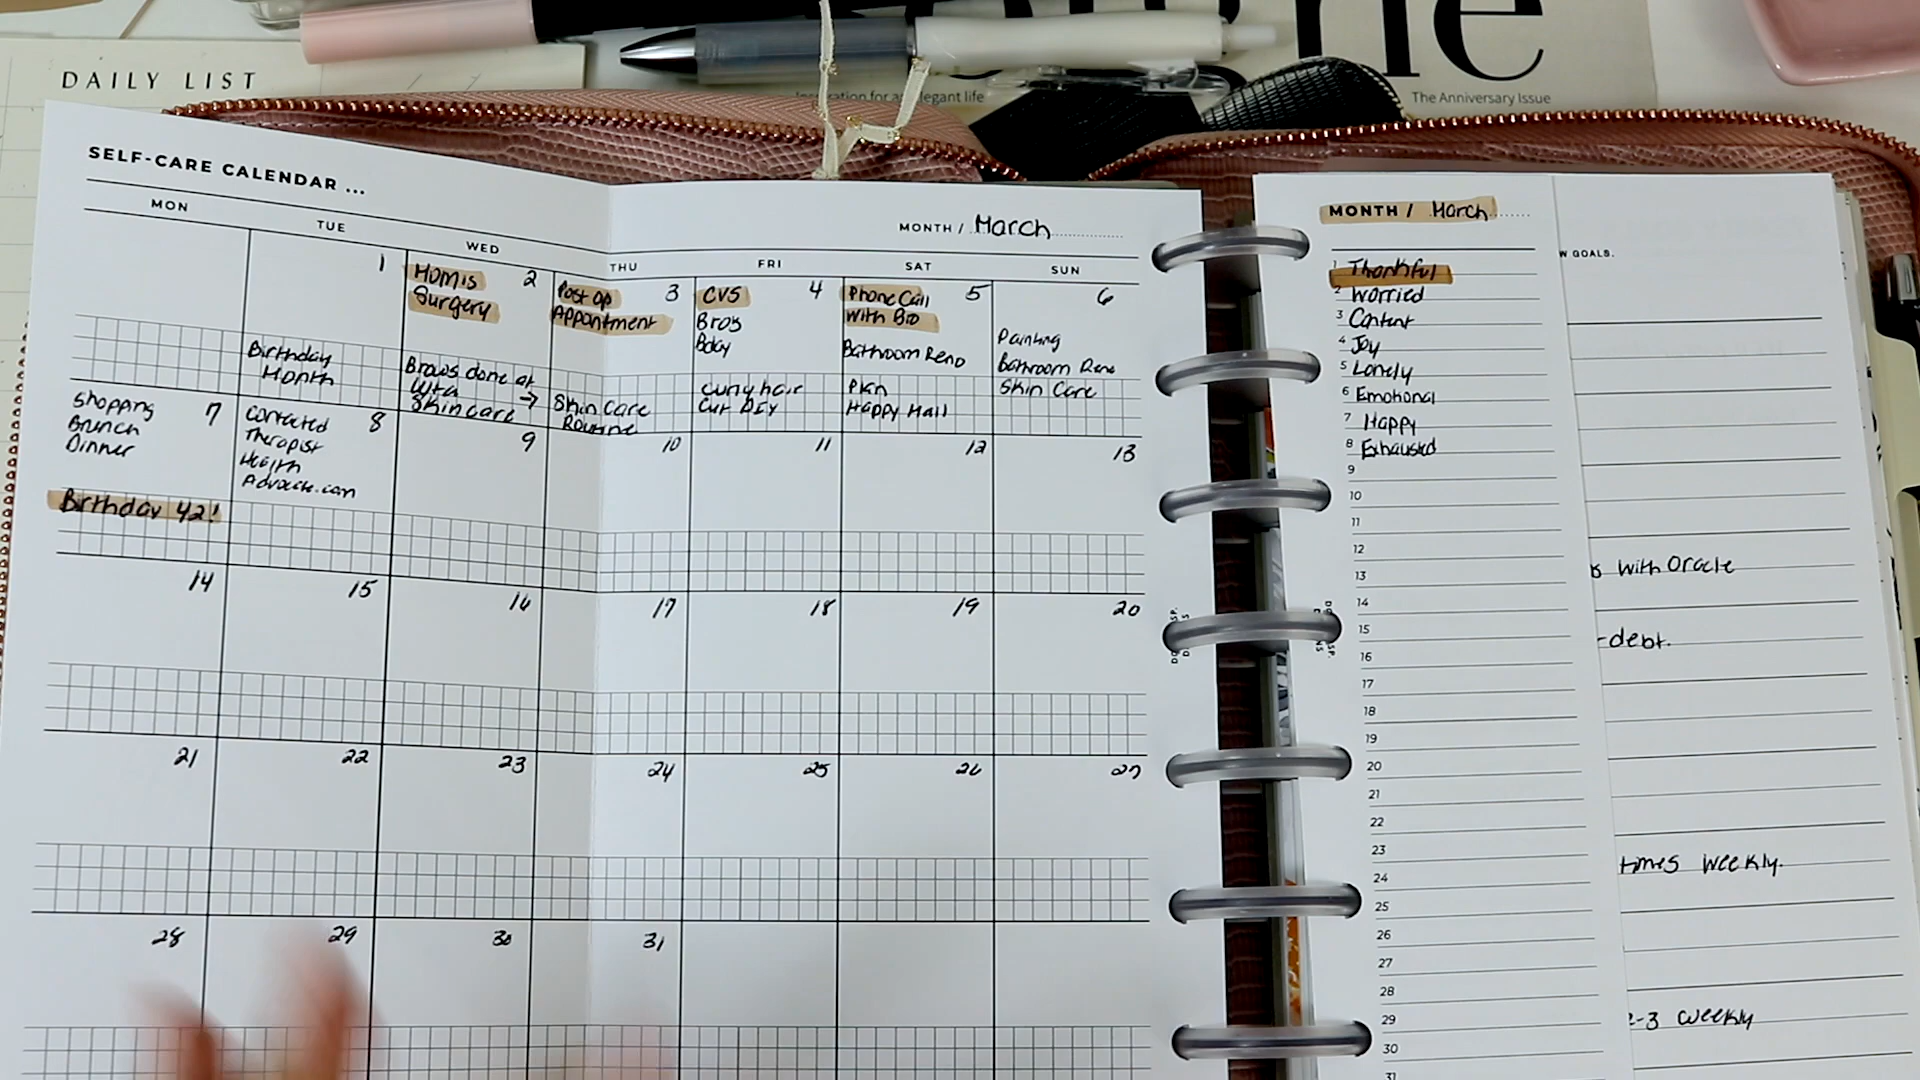 DAILY LIST
The Anniversary Issue
SELF-CARE CALENDAR ...
MONTH / March
MON
TUE
WED
THU
FRI
SAT
SUN
1
Birthday
Month
2
Mom's
Surgery
Brows done at
→
Skincare
3
Post op
Appointment
Skin Care
Routine
4
CVS
Bro's
Bday
Curly hair
Cut DIY
5
Phone Call
with Bro
Bathroom Reno
Plan
Happy Mail
6
Painting
Bathroom Reno
Skin Care
7
Shopping
Brunch
Dinner
Birthday 42!
8
Contacted
Therapist
Health
Advocate.com
9
10
11
12
13
14
15
16
17
18
19
20
21
22
23
24
25
26
27
28
29
30
31
MONTH / March
1 Thankful
2 Worried
3 Content
4 Joy
5 Lonely
6 Emotional
7 Happy
8 Exhausted
9
10
11
12
13
14
15
16
17
18
19
20
21
22
23
24
25
26
27
28
29
30
31
GOALS.
with Oracle
debt.
times weekly.
2-3 weekly